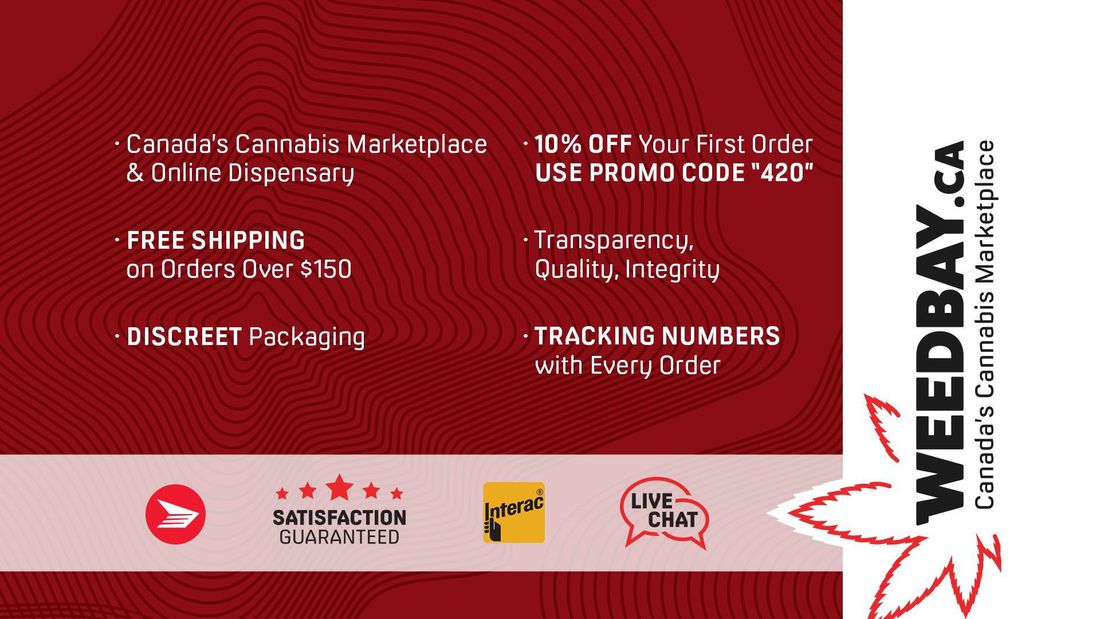 · Canada's Cannabis Marketplace
& Online Dispensary
· FREE SHIPPING
on Orders Over $150
· DISCREET Packaging
· 10% OFF Your First Order
USE PROMO CODE "420"
· Transparency,
Quality, Integrity
· TRACKING NUMBERS
with Every Order
SATISFACTION
GUARANTEED
Interac®
LIVE
CHAT
WEEDBAY.CA
Canada's Cannabis Marketplace